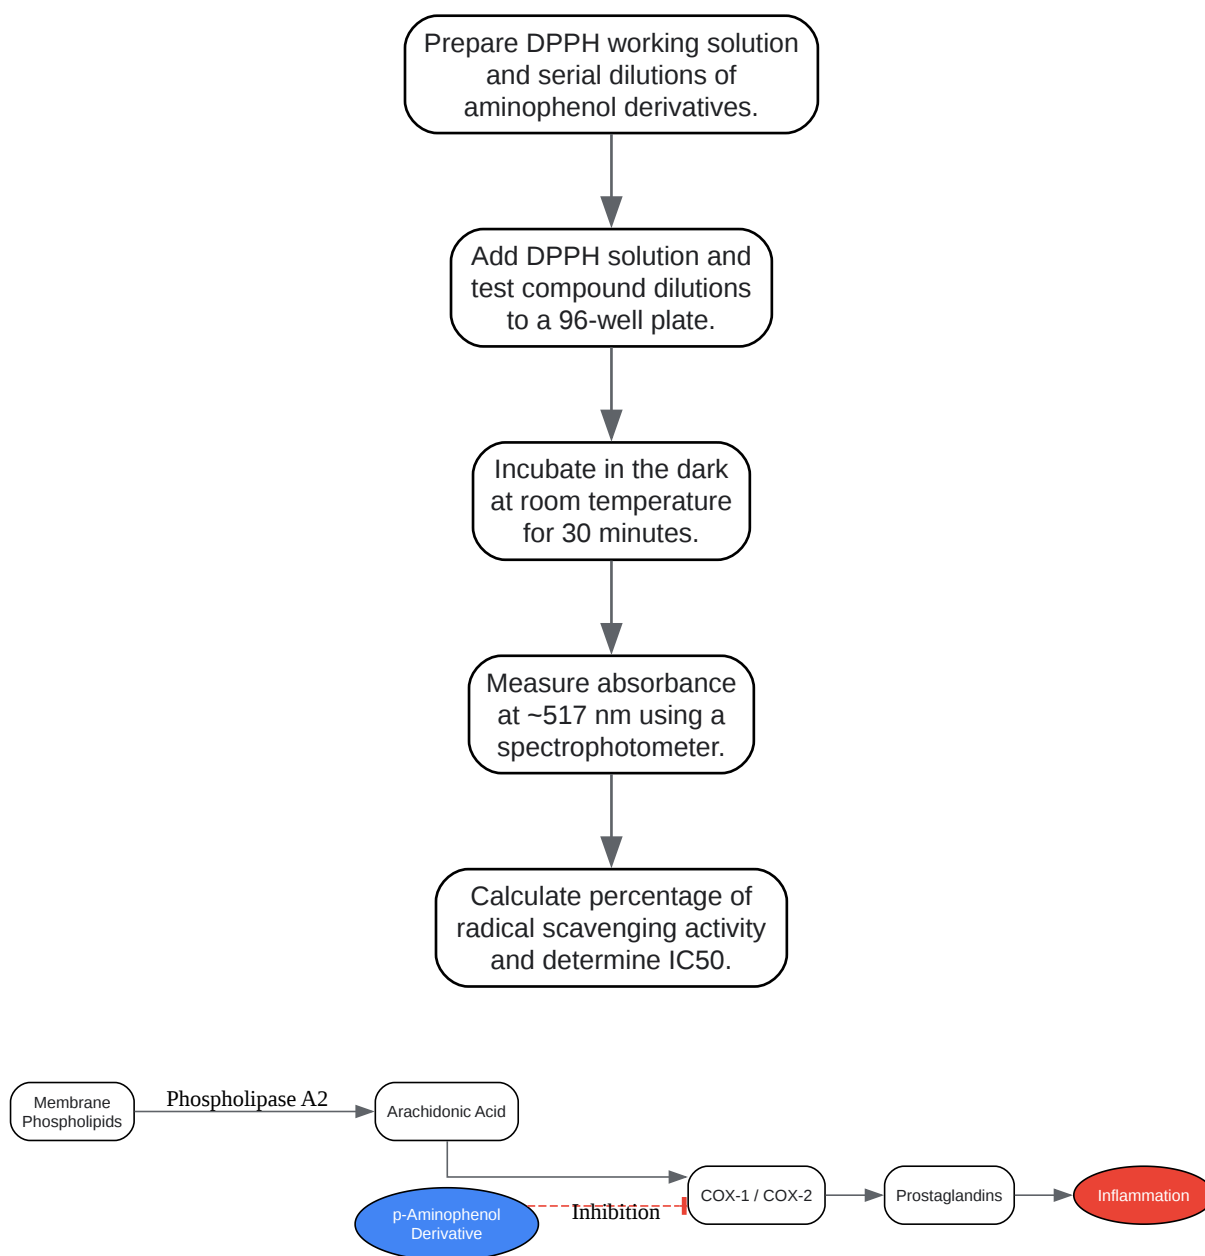 Prepare DPPH working solution
and serial dilutions of
aminophenol derivatives.
Add DPPH solution and
test compound dilutions
to a 96-well plate.
Incubate in the dark
at room temperature
for 30 minutes.
Measure absorbance
at ~517 nm using a
spectrophotometer.
Calculate percentage of
radical scavenging activity
and determine IC50.
Membrane
Phospholipids
Phospholipase A2
Arachidonic Acid
p-Aminophenol
Derivative
Inhibition
COX-1 / COX-2
Prostaglandins
Inflammation